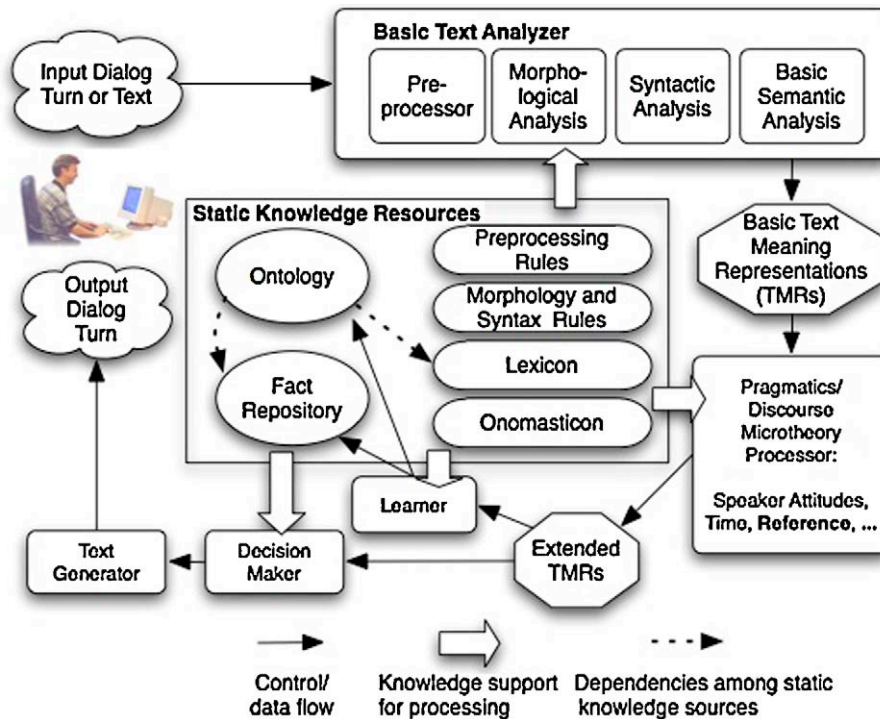 Input Dialog
Turn or Text
Basic Text Analyzer
Pre-
processor
Morpho-
logical
Analysis
Syntactic
Analysis
Basic
Semantic
Analysis
Static Knowledge Resources
Ontology
Fact
Repository
Preprocessing
Rules
Morphology and
Syntax Rules
Lexicon
Onomasticon
Basic Text
Meaning
Representations
(TMRs)
Output
Dialog
Turn
Pragmatics/
Discourse
Microtheory
Processor:
Speaker Attitudes,
Time, Reference, ...
Learner
Text
Generator
Decision
Maker
Extended
TMRs
Control/
data flow
Knowledge support
for processing
Dependencies among static
knowledge sources